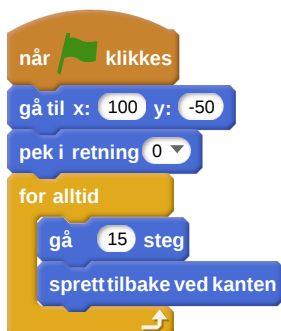 når klikkes
gå til x: 100 y: -50
pek i retning 0
for alltid
gå 15 steg
sprett tilbake ved kanten